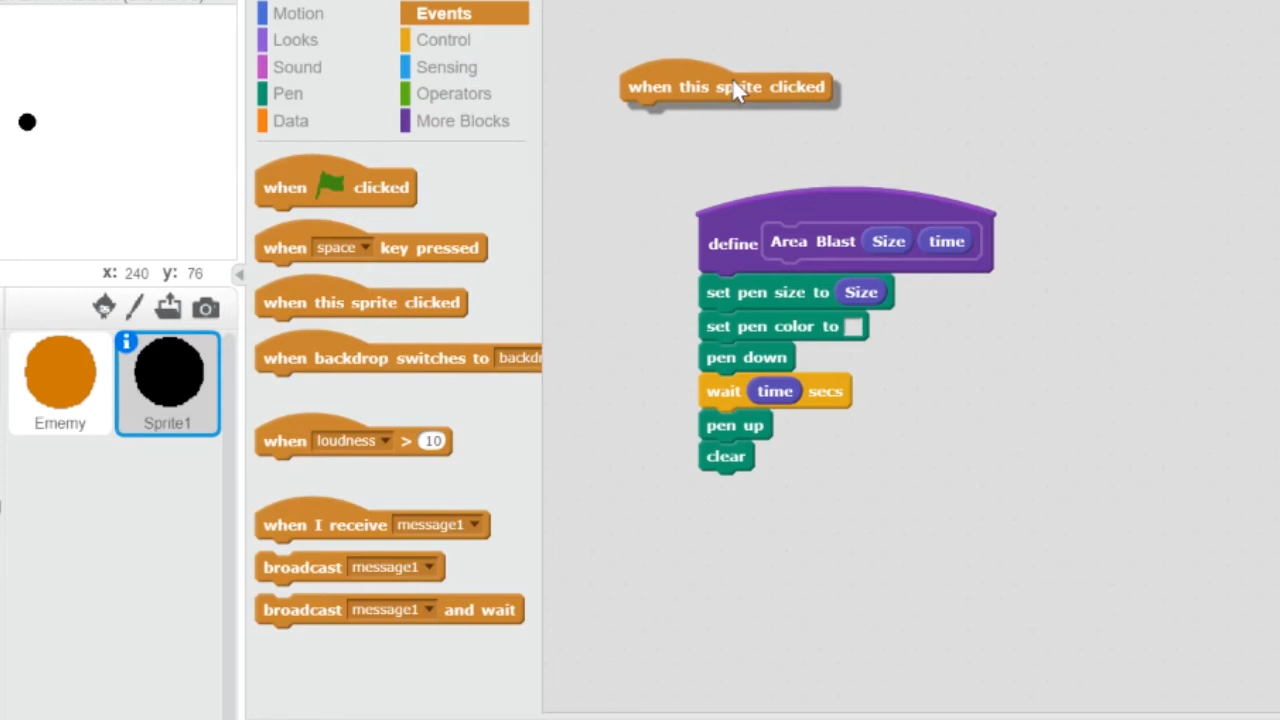 Motion
Events
Looks
Control
Sound
Sensing
Pen
Operators
Data
More Blocks
when clicked
when space key pressed
when this sprite clicked
when backdrop switches to backdr
when loudness > 10
when I receive message1
broadcast message1
broadcast message1 and wait
x: 240 y: 76
i
Ememy
Sprite1
when this sprite clicked
define Area Blast Size time
set pen size to Size
set pen color to
pen down
wait time secs
pen up
clear